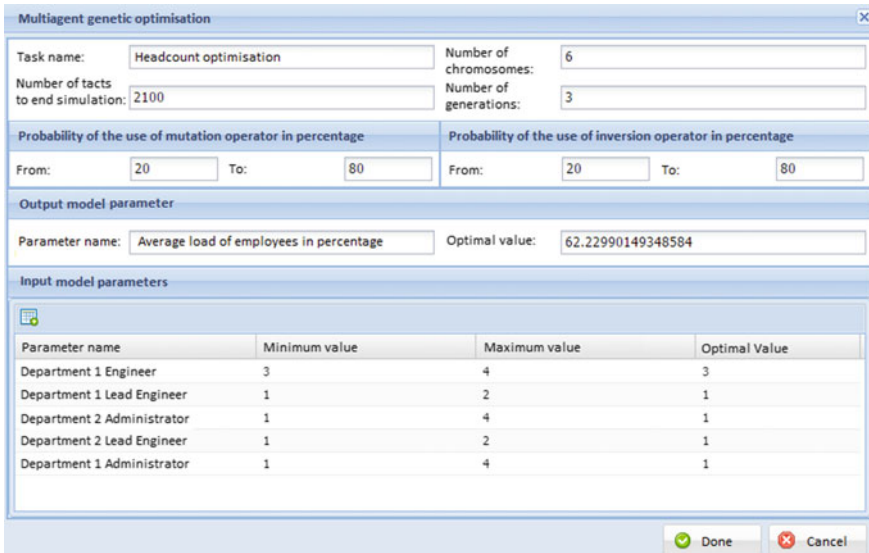 Multiagent genetic optimisation
Task name: Headcount optimisation Number of chromosomes: 6
Number of tacts to end simulation: 2100 Number of generations: 3
Probability of the use of mutation operator in percentage Probability of the use of inversion operator in percentage
From: 20 To: 80 From: 20 To: 80
Output model parameter
Parameter name: Average load of employees in percentage Optimal value: 62.22990149348584
Input model parameters
Parameter name Minimum value Maximum value Optimal Value
Department 1 Engineer 3 4 3
Department 1 Lead Engineer 1 2 1
Department 2 Administrator 1 4 1
Department 2 Lead Engineer 1 2 1
Department 1 Administrator 1 4 1
Done Cancel